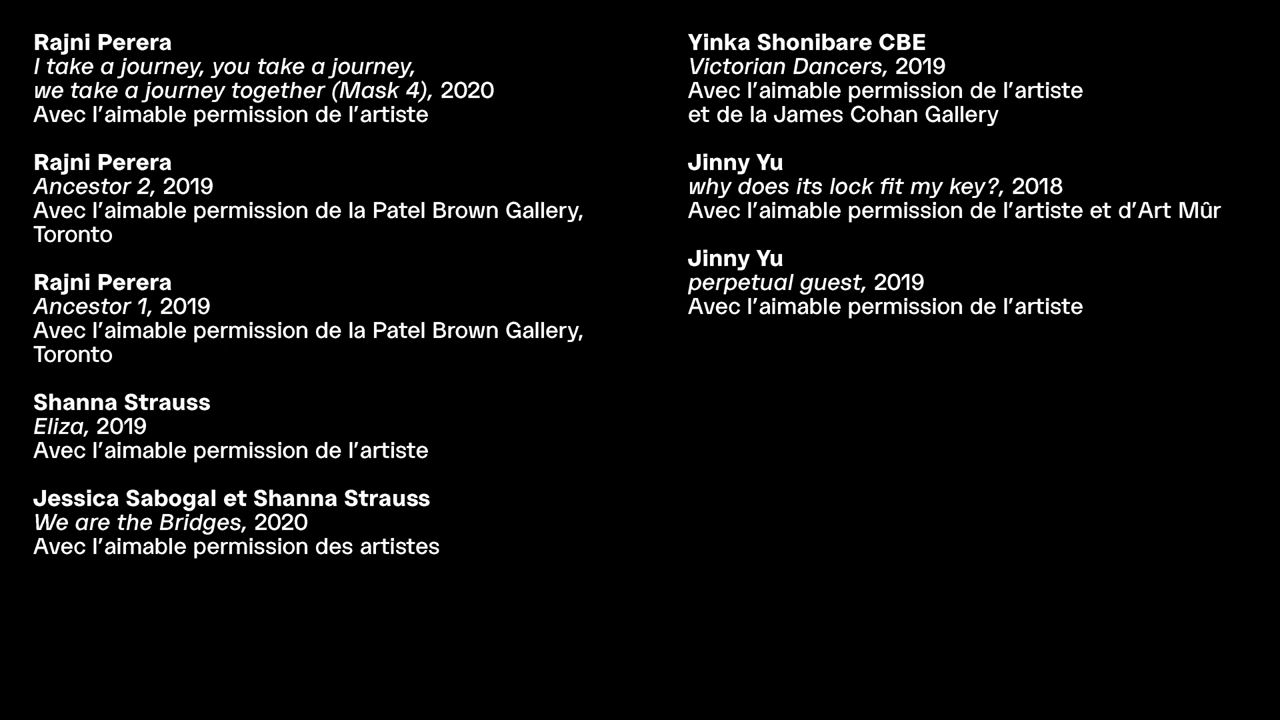 Rajni Perera
I take a journey, you take a journey,
we take a journey together (Mask 4), 2020
Avec l’aimable permission de l’artiste
Rajni Perera
Ancestor 2, 2019
Avec l’aimable permission de la Patel Brown Gallery,
Toronto
Rajni Perera
Ancestor 1, 2019
Avec l’aimable permission de la Patel Brown Gallery,
Toronto
Shanna Strauss
Eliza, 2019
Avec l’aimable permission de l’artiste
Jessica Sabogal et Shanna Strauss
We are the Bridges, 2020
Avec l’aimable permission des artistes
Yinka Shonibare CBE
Victorian Dancers, 2019
Avec l’aimable permission de l’artiste
et de la James Cohan Gallery
Jinny Yu
why does its lock fit my key?, 2018
Avec l’aimable permission de l’artiste et d’Art Mûr
Jinny Yu
perpetual guest, 2019
Avec l’aimable permission de l’artiste